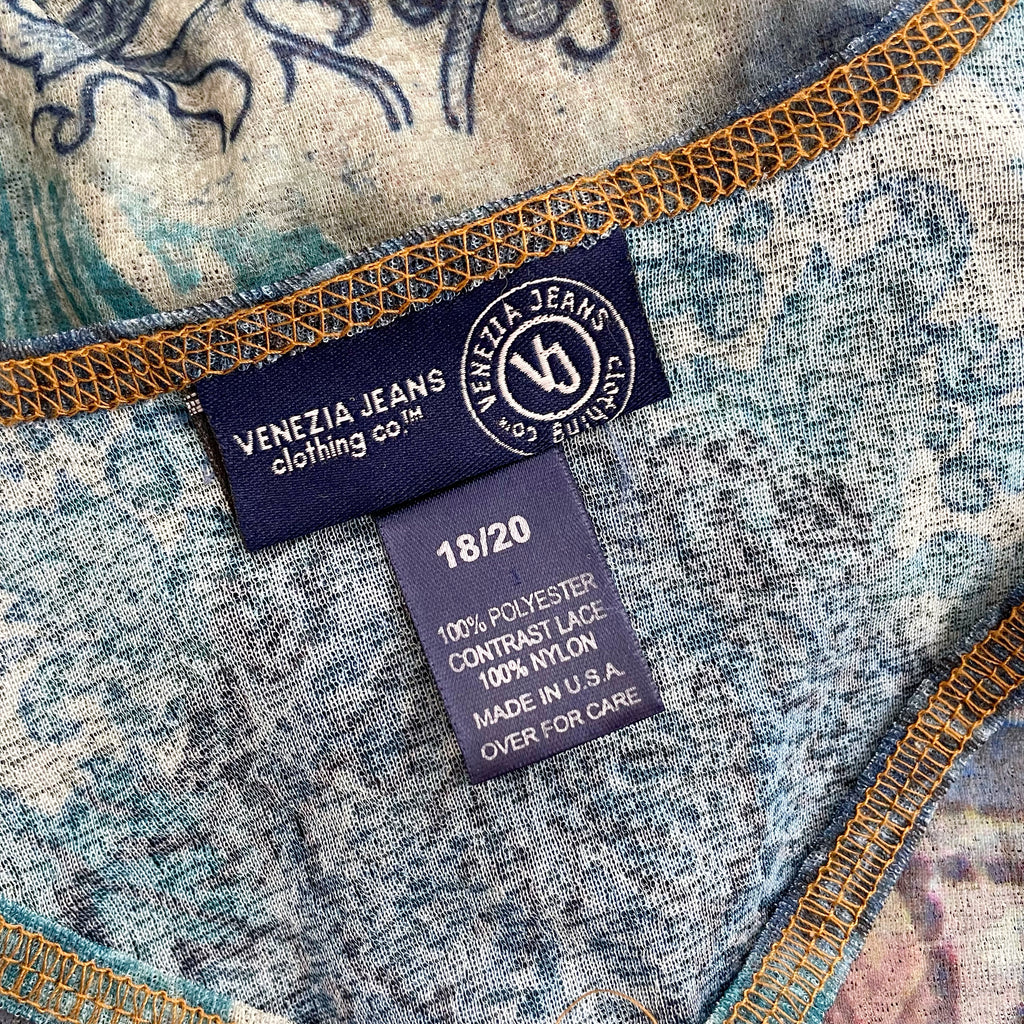 VENEZIA JEANS
clothing co.™
VENEZIA JEANS
clothing co™
VJ
18/20
100% POLYESTER
CONTRAST LACE
100% NYLON
MADE IN U.S.A.
OVER FOR CARE